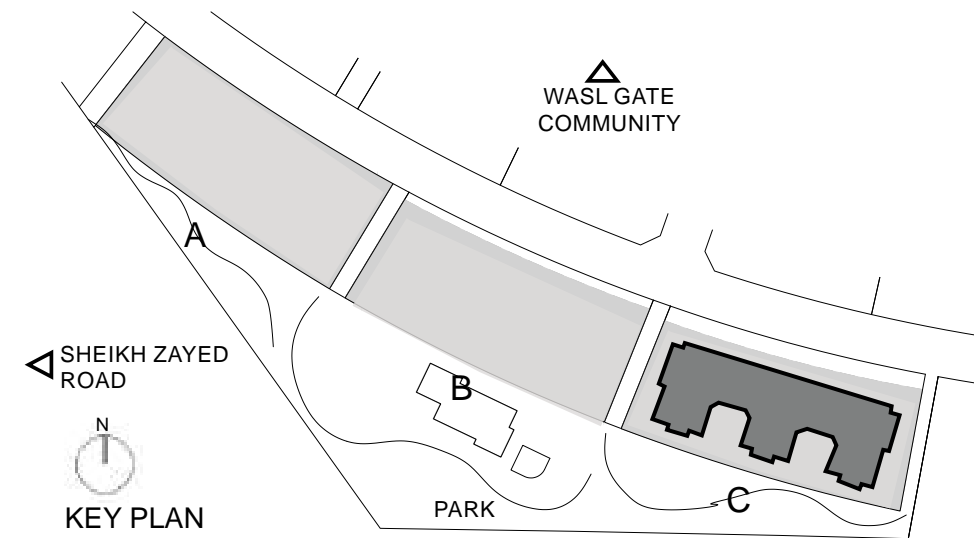 WASL GATE
COMMUNITY
A
SHEIKH ZAYED
ROAD
B
N
C
PARK
KEY PLAN